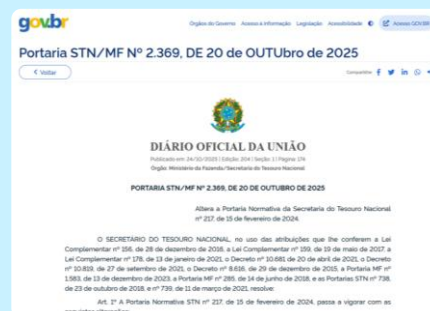 gov.br
Órgãos do Governo Acesso à Informação Legislação Acessibilidade Acesso GOV.BR
Portaria STN/MF Nº 2.369, DE 20 de OUTUbro de 2025
Voltar
Compartilhe
DIÁRIO OFICIAL DA UNIÃO
Publicado em: 24/10/2025 | Edição: 204 | Seção: 1 | Página: 174
Órgão: Ministério da Fazenda/Secretaria do Tesouro Nacional
PORTARIA STN/MF Nº 2.369, DE 20 DE OUTUBRO DE 2025
Altera a Portaria Normativa da Secretaria do Tesouro Nacional
nº 217, de 15 de fevereiro de 2024.
O SECRETÁRIO DO TESOURO NACIONAL, no uso das atribuições que lhe conferem a Lei
Complementar nº 156, de 28 de dezembro de 2016, a Lei Complementar nº 159, de 19 de maio de 2017, a
Lei Complementar nº 178, de 13 de janeiro de 2021, o Decreto nº 10.681 de 20 de abril de 2021, o Decreto
nº 10.819, de 27 de setembro de 2021, o Decreto nº 8.616, de 29 de dezembro de 2015, a Portaria MF nº
1.583, de 13 de dezembro de 2023, a Portaria MF nº 285, de 14 de junho de 2018, e as Portarias STN nº 738,
de 23 de outubro de 2018, e nº 739, de 11 de março de 2021, resolve:
Art. 1º A Portaria Normativa STN nº 217, de 15 de fevereiro de 2024, passa a vigorar com as